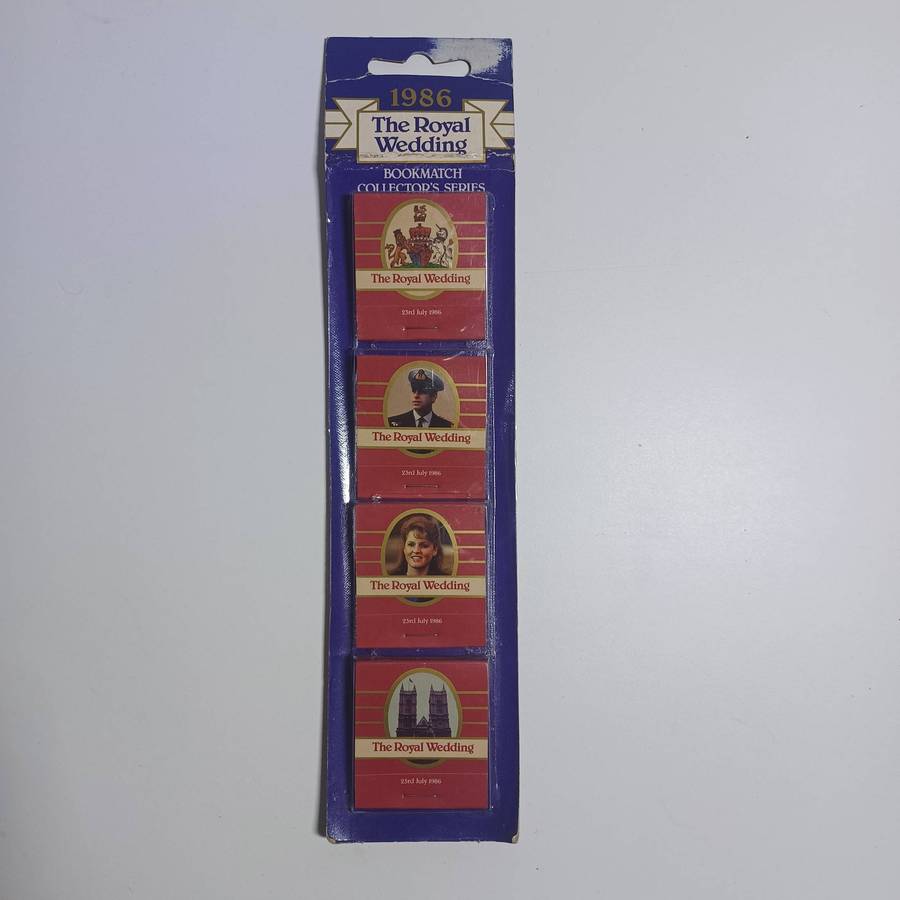 1986
The Royal
Wedding
BOOKMATCH
COLLECTOR'S SERIES
The Royal Wedding
23rd July 1986
The Royal Wedding
23rd July 1986
The Royal Wedding
23rd July 1986
The Royal Wedding
23rd July 1986